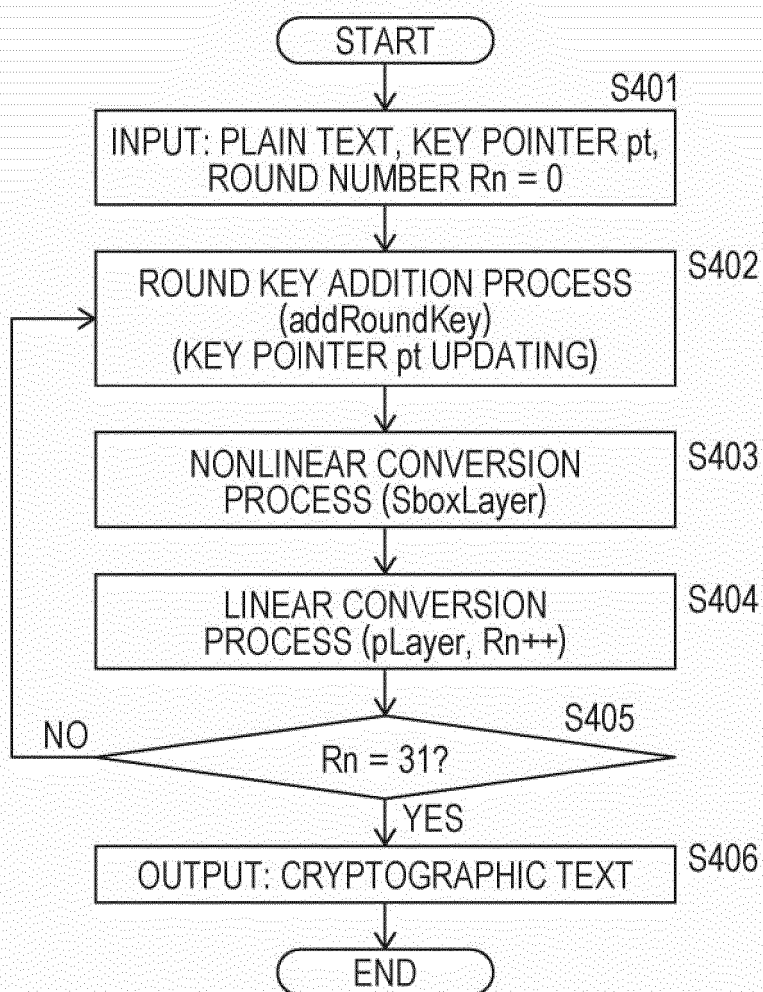 START
S401
INPUT: PLAIN TEXT, KEY POINTER pt,
ROUND NUMBER Rn = 0
S402
ROUND KEY ADDITION PROCESS
(addRoundKey)
(KEY POINTER pt UPDATING)
S403
NONLINEAR CONVERSION
PROCESS (SboxLayer)
S404
LINEAR CONVERSION
PROCESS (pLayer, Rn++)
S405
NO
Rn = 31?
YES
S406
OUTPUT: CRYPTOGRAPHIC TEXT
END